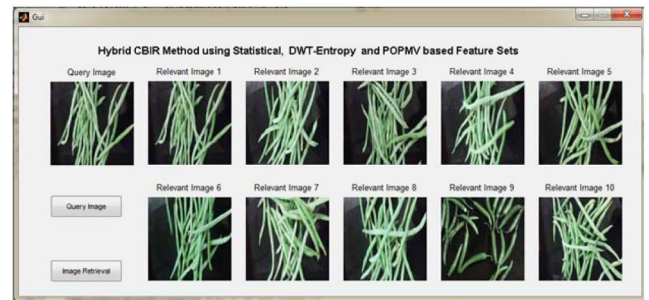 Gui
Hybrid CBIR Method using Statistical, DWT-Entropy and POPMV based Feature Sets
Query Image
Relevant Image 1
Relevant Image 2
Relevant Image 3
Relevant Image 4
Relevant Image 5
Query Image
Relevant Image 6
Relevant Image 7
Relevant Image 8
Relevant Image 9
Relevant Image 10
Image Retrieval